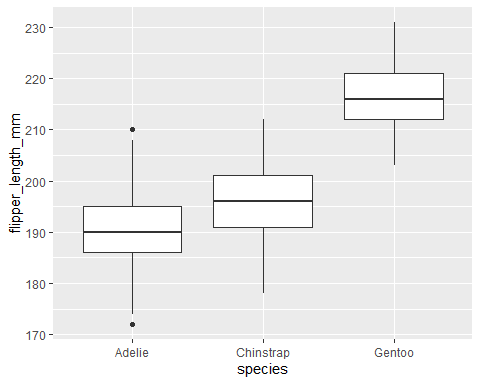 flipper_length_mm
230
220
210
200
190
180
170
Adelie Chinstrap Gentoo
species